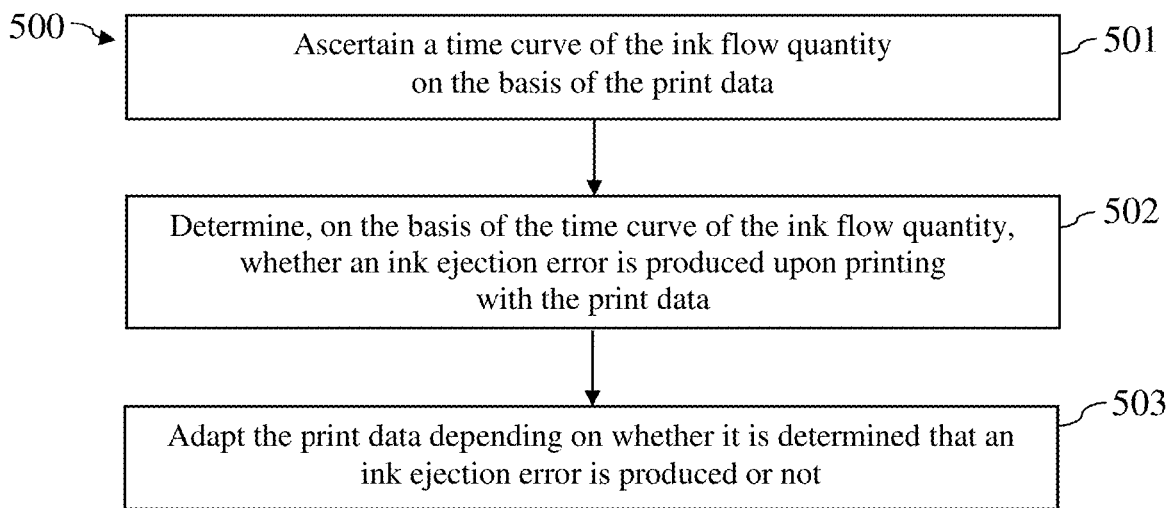 500
Ascertain a time curve of the ink flow quantity
on the basis of the print data
501
Determine, on the basis of the time curve of the ink flow quantity,
whether an ink ejection error is produced upon printing
with the print data
502
Adapt the print data depending on whether it is determined that an
ink ejection error is produced or not
503